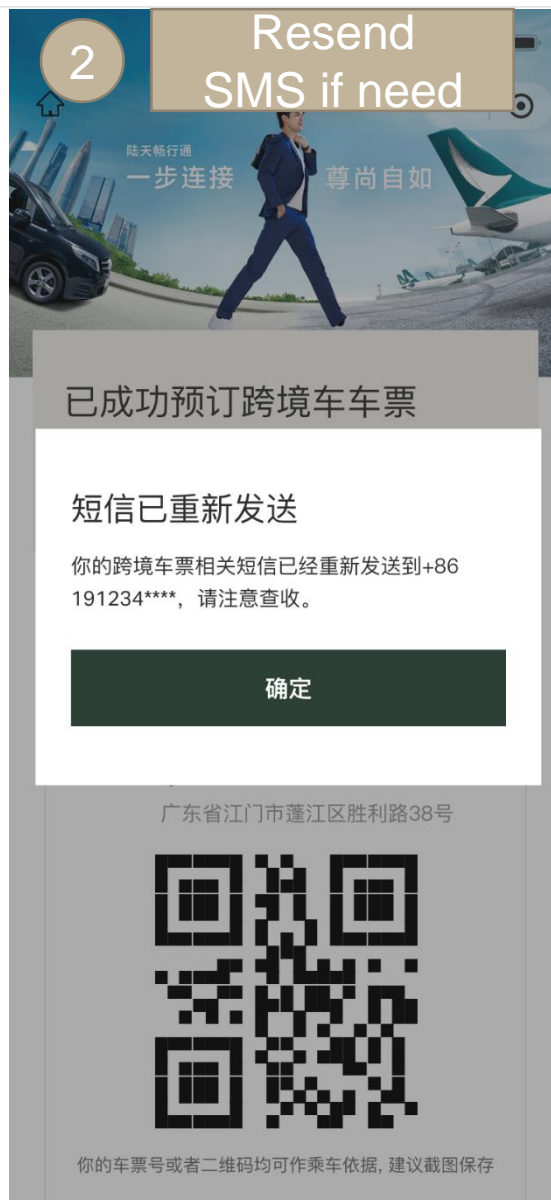 2
Resend
SMS if need
陆天畅行通
一步连接 尊尚自如
已成功预订跨境车车票
短信已重新发送
你的跨境车票相关短信已经重新发送到+86
191234****，请注意查收。
确定
广东省江门市蓬江区胜利路38号
你的车票号或者二维码均可作乘车依据, 建议截图保存